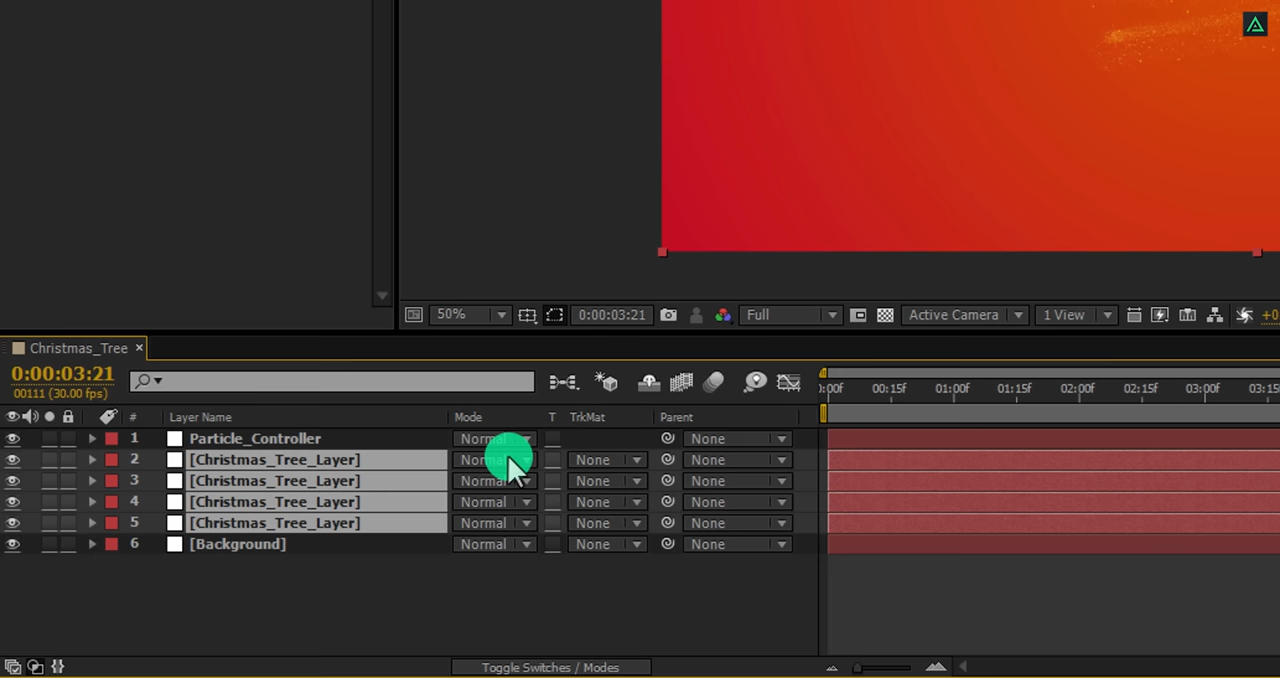 50%
0:00:03:21
Full
Active Camera
1 View
+0
Christmas_Tree ×
0:00:03:21
00111 (30.00 fps)
:00f 00:15f 01:00f 01:15f 02:00f 02:15f 03:00f 03:15
# Layer Name Mode T TrkMat Parent
1 Particle_Controller Normal None
2 [Christmas_Tree_Layer] Normal None None
3 [Christmas_Tree_Layer] Normal None None
4 [Christmas_Tree_Layer] Normal None None
5 [Christmas_Tree_Layer] Normal None None
6 [Background] Normal None None
Toggle Switches / Modes